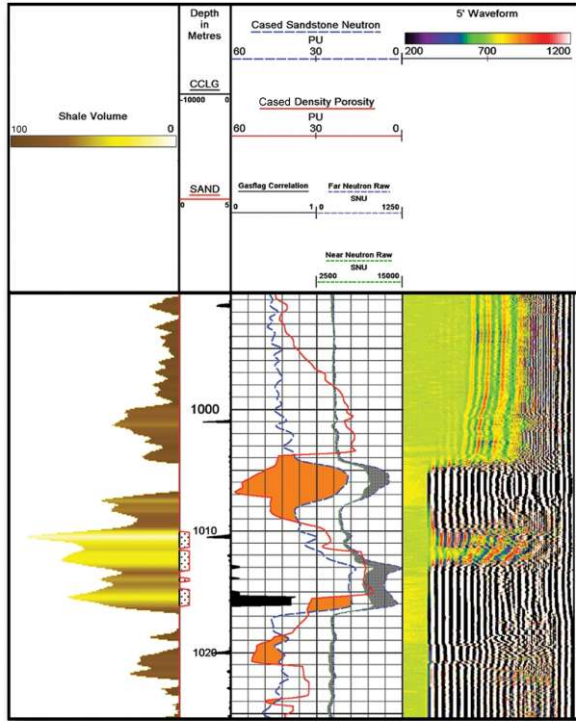 Depth
in
Metres
CCLG
-10000 0
SAND
0 5
Shale Volume
100 0
Cased Sandstone Neutron
PU
60 30 0
Cased Density Porosity
PU
60 30 0
Gasflag Correlation
0 1
Far Neutron Raw
SNU
0 1250
Near Neutron Raw
SNU
2500 15000
5' Waveform
200 700 1200
1000
1010
1020